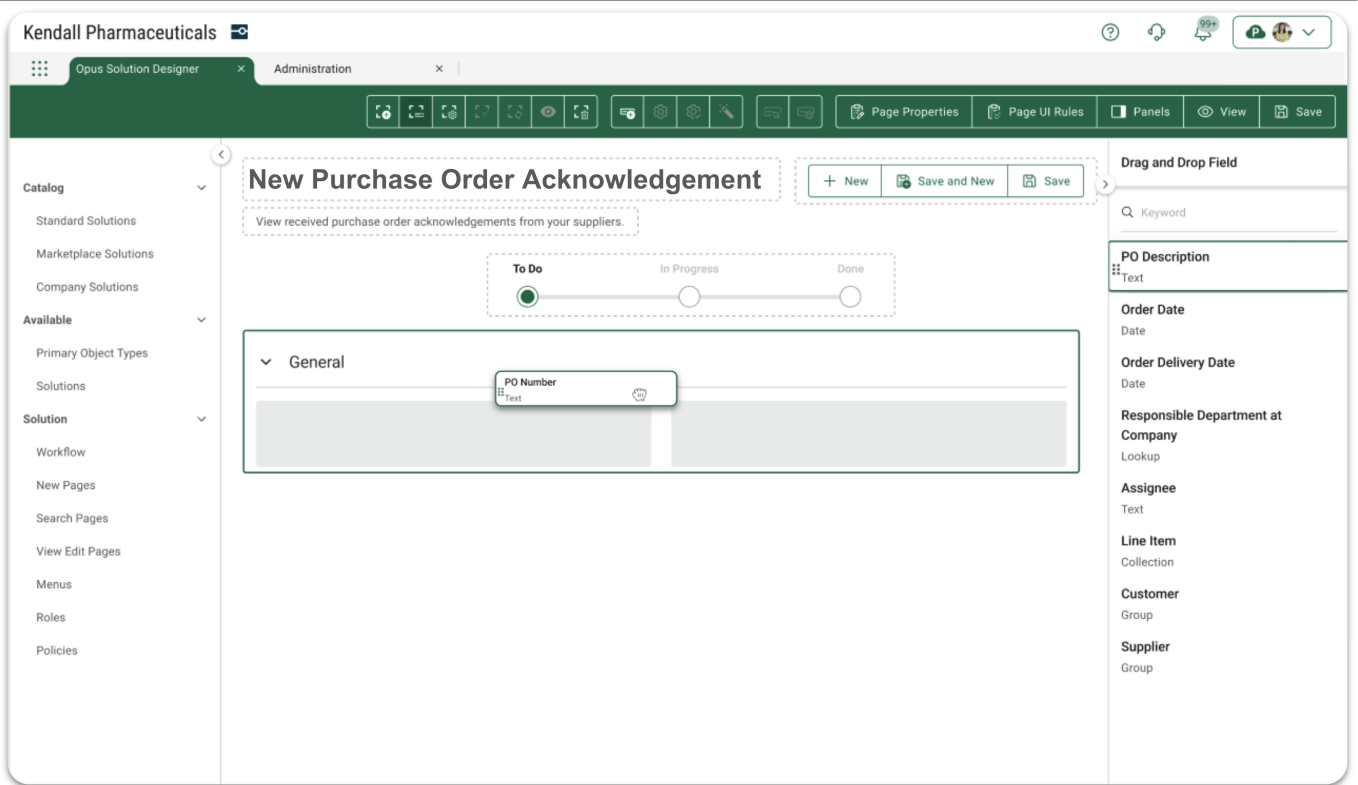 Kendall Pharmaceuticals
99+
P
Opus Solution Designer
Administration
Page Properties
Page UI Rules
Panels
View
Save
Catalog
Standard Solutions
Marketplace Solutions
Company Solutions
Available
Primary Object Types
Solutions
Solution
Workflow
New Pages
Search Pages
View Edit Pages
Menus
Roles
Policies
New Purchase Order Acknowledgement
New
Save and New
Save
View received purchase order acknowledgements from your suppliers.
To Do
In Progress
Done
General
PO Number
Text
Drag and Drop Field
Keyword
PO Description
Text
Order Date
Date
Order Delivery Date
Date
Responsible Department at
Company
Lookup
Assignee
Text
Line Item
Collection
Customer
Group
Supplier
Group